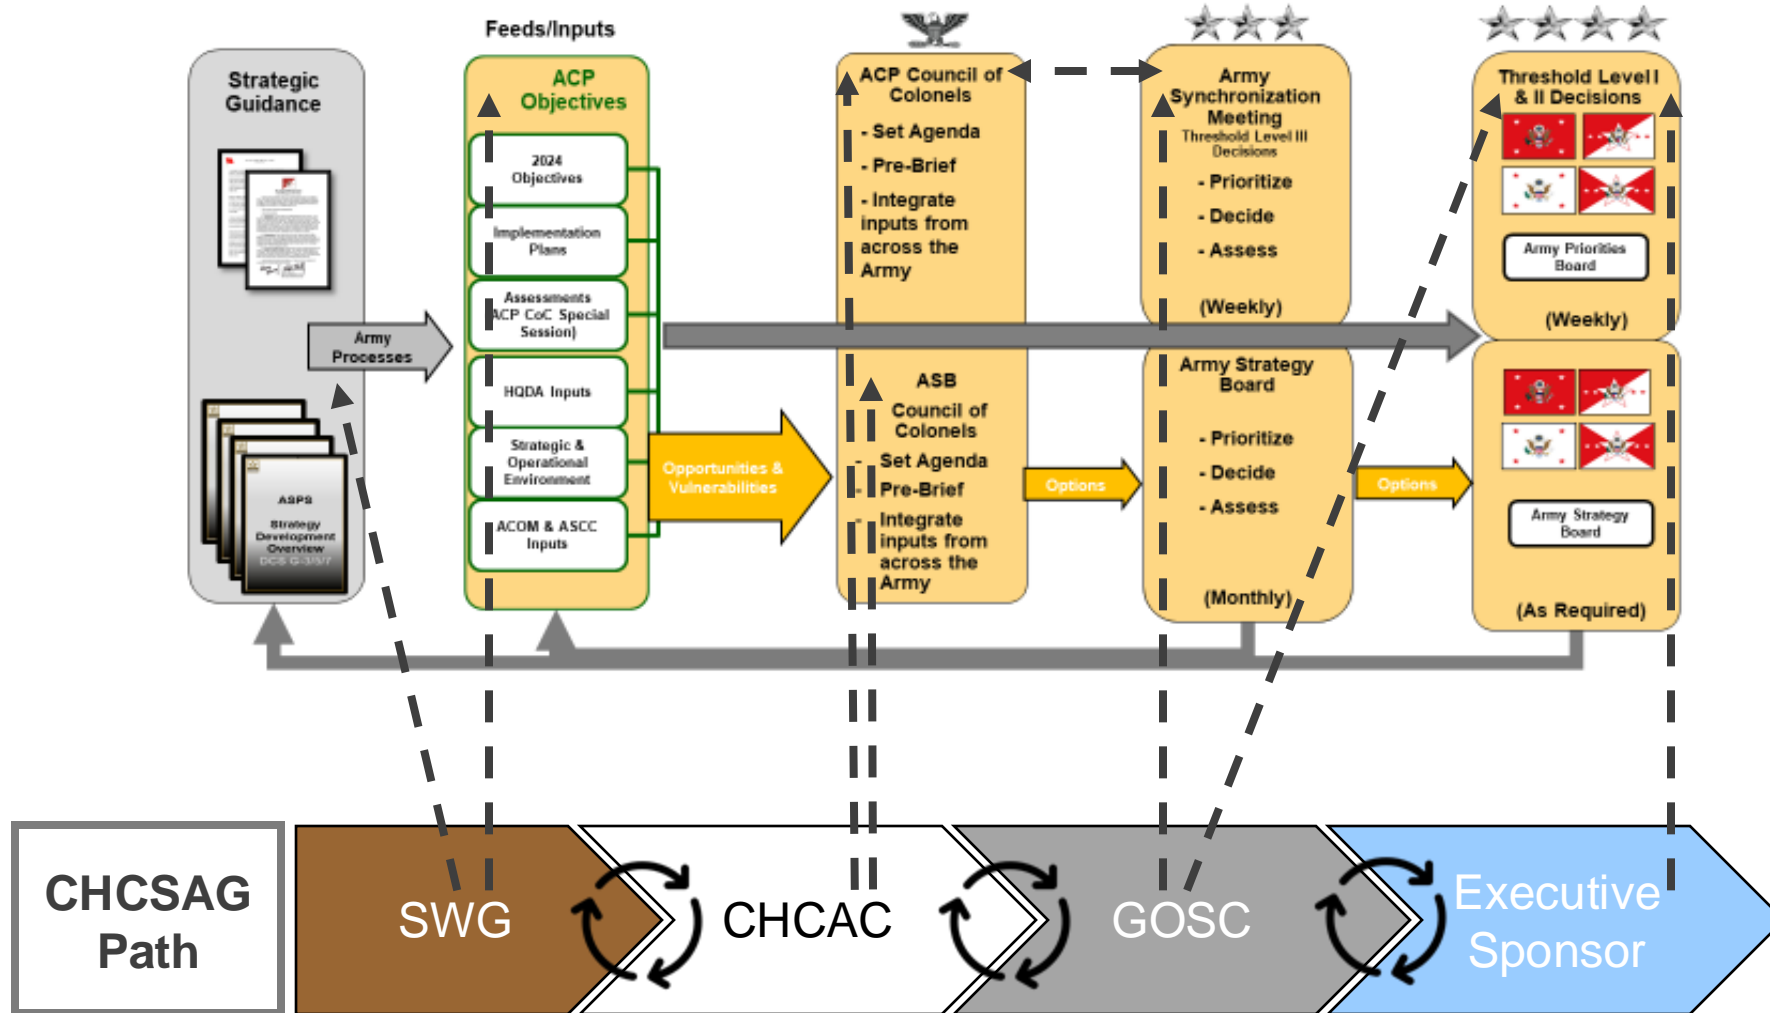 Feeds/Inputs
Strategic
Guidance
ASPS
Strategy
Development
Overview
DCS G-3/5/7
Army
Processes
ACP
Objectives
2024
Objectives
Implementation
Plans
Assessments
ACP CoC Special
Session)
HQDA Inputs
Strategic &
Operational
Environment
ACOM & ASCC
Inputs
Opportunities &
Vulnerabilities
ACP Council of
Colonels
- Set Agenda
- Pre-Brief
- Integrate
inputs from
across the
Army
ASB
Council of
Colonels
- Set Agenda
- Pre-Brief
- Integrate
inputs from
across the
Army
Options
Army
Synchronization
Meeting
Threshold Level III
Decisions
- Prioritize
- Decide
- Assess
(Weekly)
Army Strategy
Board
- Prioritize
- Decide
- Assess
(Monthly)
Options
Threshold Level I
& II Decisions
Army Priorities
Board
(Weekly)
Army Strategy
Board
(As Required)
CHCSAG
Path
SWG
CHCAC
GOSC
Executive
Sponsor